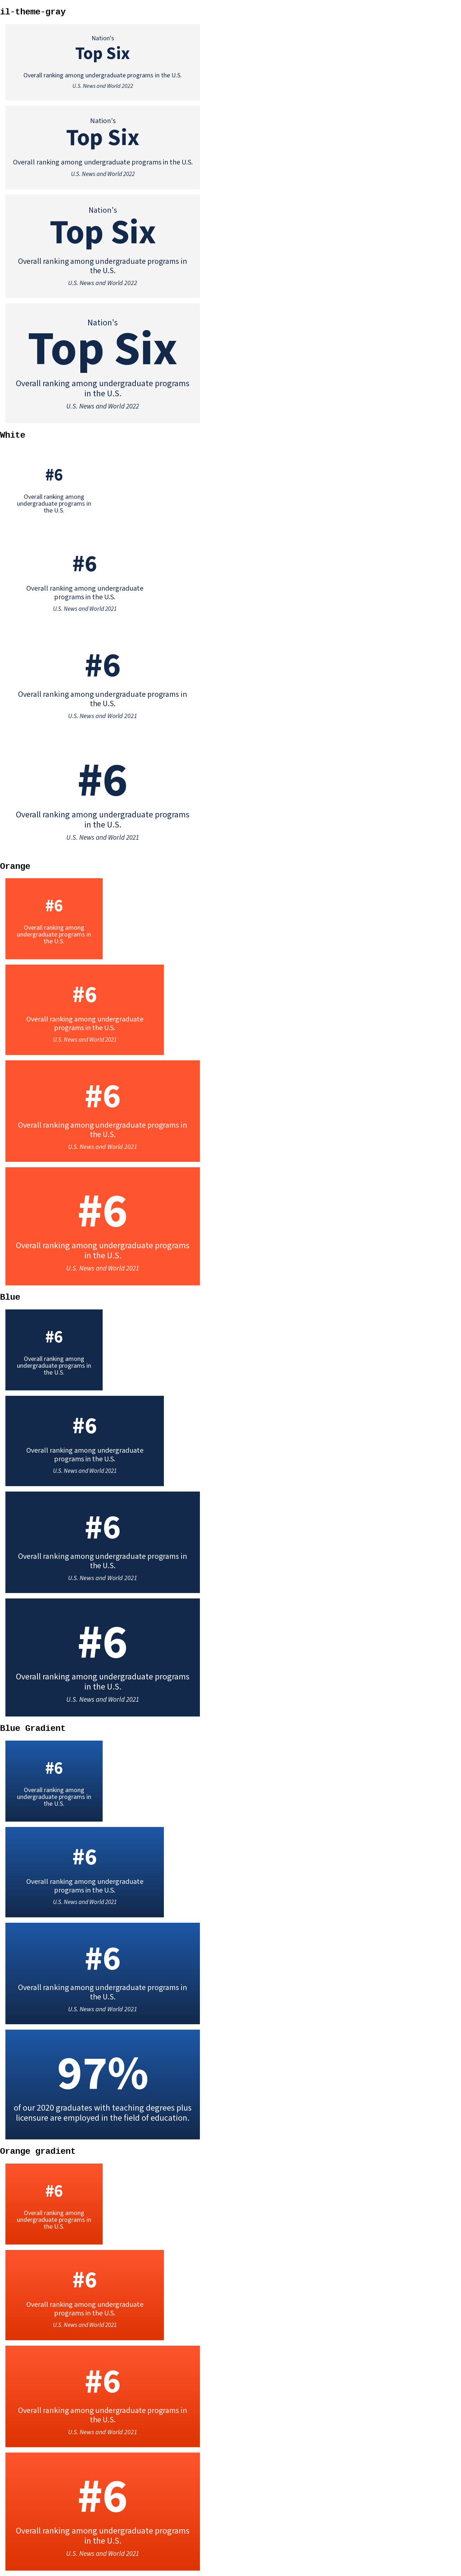 il-theme-gray
Nation's
Top Six
Overall ranking among undergraduate programs in the U.S.
U.S. News and World 2022
Nation's
Top Six
Overall ranking among undergraduate programs in the U.S.
U.S. News and World 2022
Nation's
Top Six
Overall ranking among undergraduate programs in
the U.S.
U.S. News and World 2022
Nation's
Top Six
Overall ranking among undergraduate programs
in the U.S.
U.S. News and World 2022
White
#6
Overall ranking among
undergraduate programs in
the U.S.
#6
Overall ranking among undergraduate
programs in the U.S.
U.S. News and World 2021
#6
Overall ranking among undergraduate programs in
the U.S.
U.S. News and World 2021
#6
Overall ranking among undergraduate programs
in the U.S.
U.S. News and World 2021
Orange
#6
Overall ranking among
undergraduate programs in
the U.S.
#6
Overall ranking among undergraduate
programs in the U.S.
U.S. News and World 2021
#6
Overall ranking among undergraduate programs in
the U.S.
U.S. News and World 2021
#6
Overall ranking among undergraduate programs
in the U.S.
U.S. News and World 2021
Blue
#6
Overall ranking among
undergraduate programs in
the U.S.
#6
Overall ranking among undergraduate
programs in the U.S.
U.S. News and World 2021
#6
Overall ranking among undergraduate programs in
the U.S.
U.S. News and World 2021
#6
Overall ranking among undergraduate programs
in the U.S.
U.S. News and World 2021
Blue Gradient
#6
Overall ranking among
undergraduate programs in
the U.S.
#6
Overall ranking among undergraduate
programs in the U.S.
U.S. News and World 2021
#6
Overall ranking among undergraduate programs in
the U.S.
U.S. News and World 2021
97%
of our 2020 graduates with teaching degrees plus
licensure are employed in the field of education.
Orange gradient
#6
Overall ranking among
undergraduate programs in
the U.S.
#6
Overall ranking among undergraduate
programs in the U.S.
U.S. News and World 2021
#6
Overall ranking among undergraduate programs in
the U.S.
U.S. News and World 2021
#6
Overall ranking among undergraduate programs
in the U.S.
U.S. News and World 2021